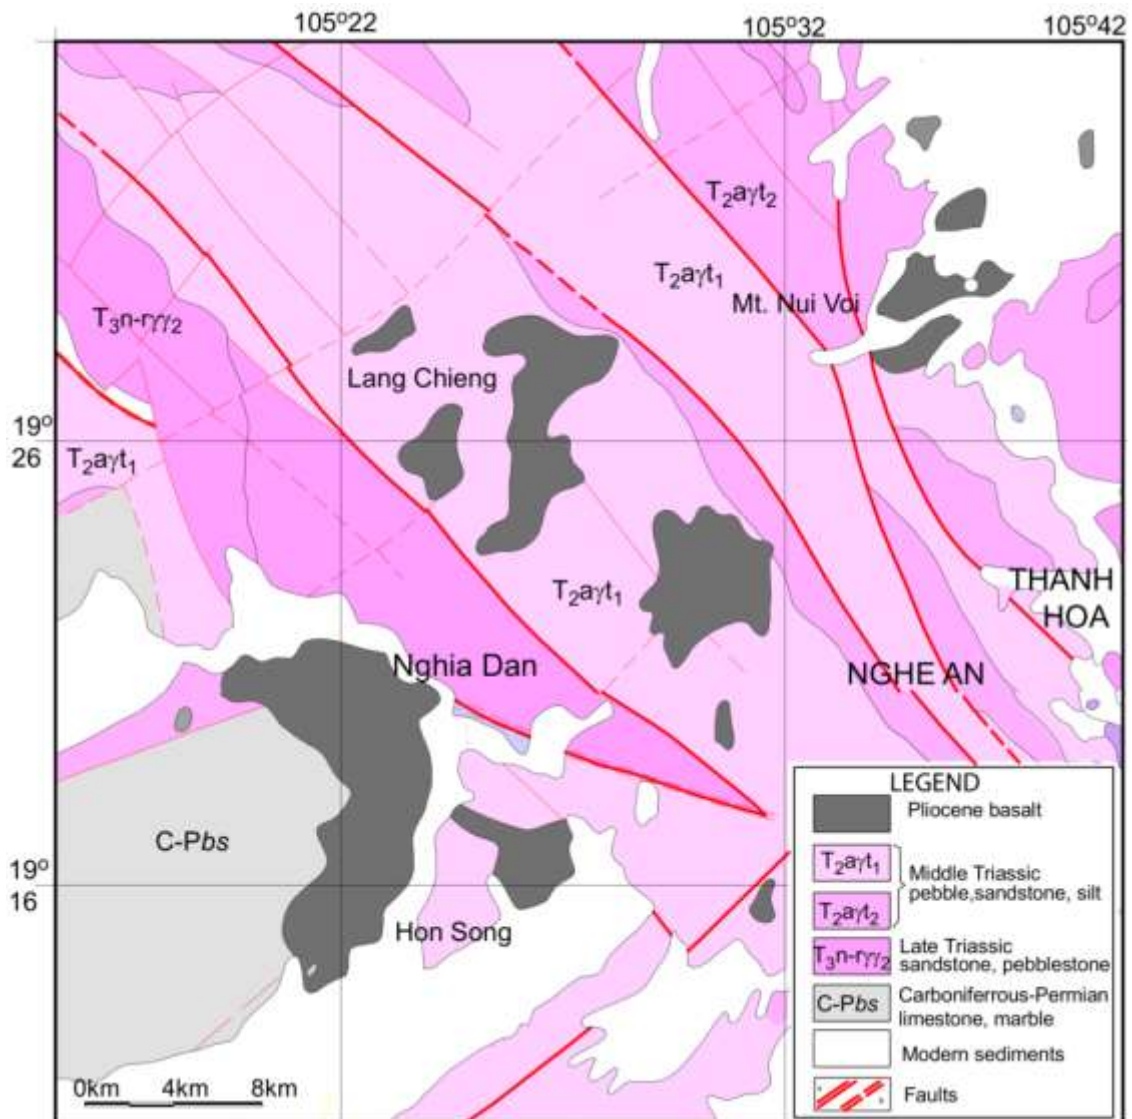 105º22
105º32
105º42
T₂aγt₂
T₂aγt₁
Mt. Nui Voi
T₃n-rγγ₂
Lang Chieng
19º
26
T₂aγt₁
THANH
HOA
T₂aγt₁
Nghia Dan
NGHE AN
LEGEND
Pliocene basalt
C-Pbs
T₂aγt₁
Middle Triassic
pebble,sandstone, silt
19º
16
T₂aγt₂
Hon Song
T₃n-rγγ₂
Late Triassic
sandstone, pebblestone
C-Pbs
Carboniferrous-Permian
limestone, marble
Modern sediments
0km 4km 8km
Faults